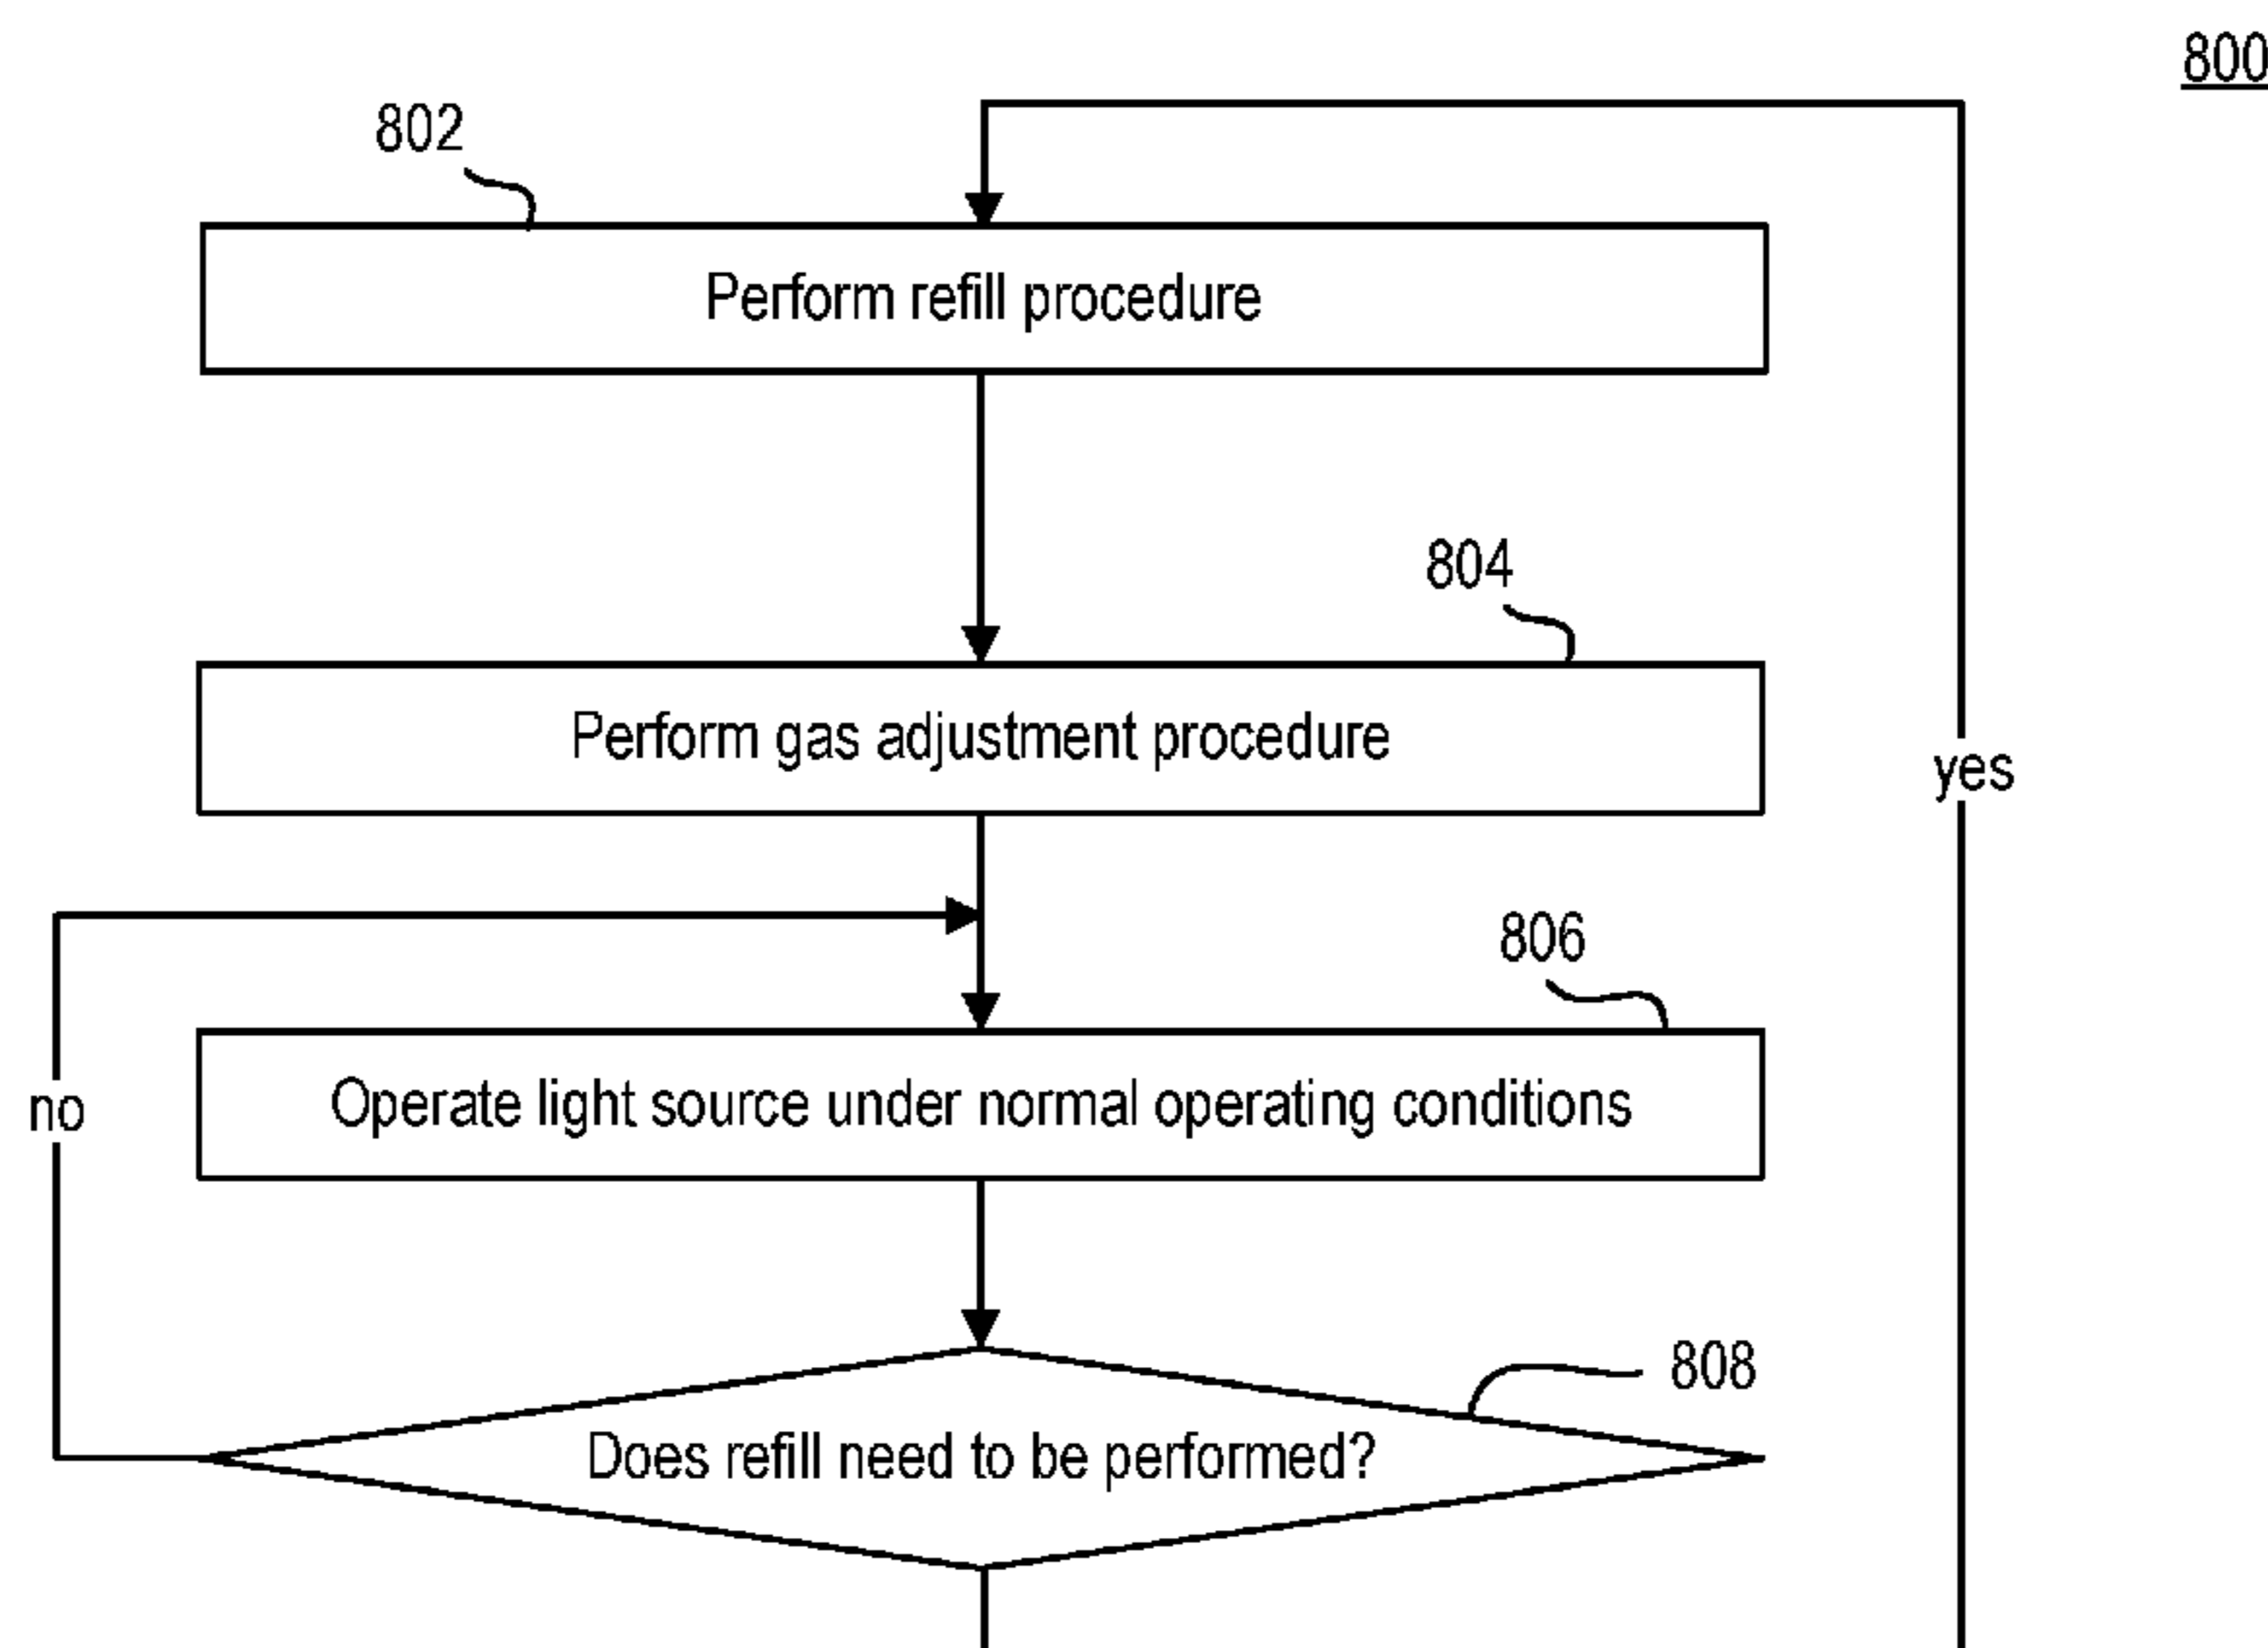 800
802
Perform refill procedure
804
Perform gas adjustment procedure
yes
806
Operate light source under normal operating conditions
no
808
Does refill need to be performed?